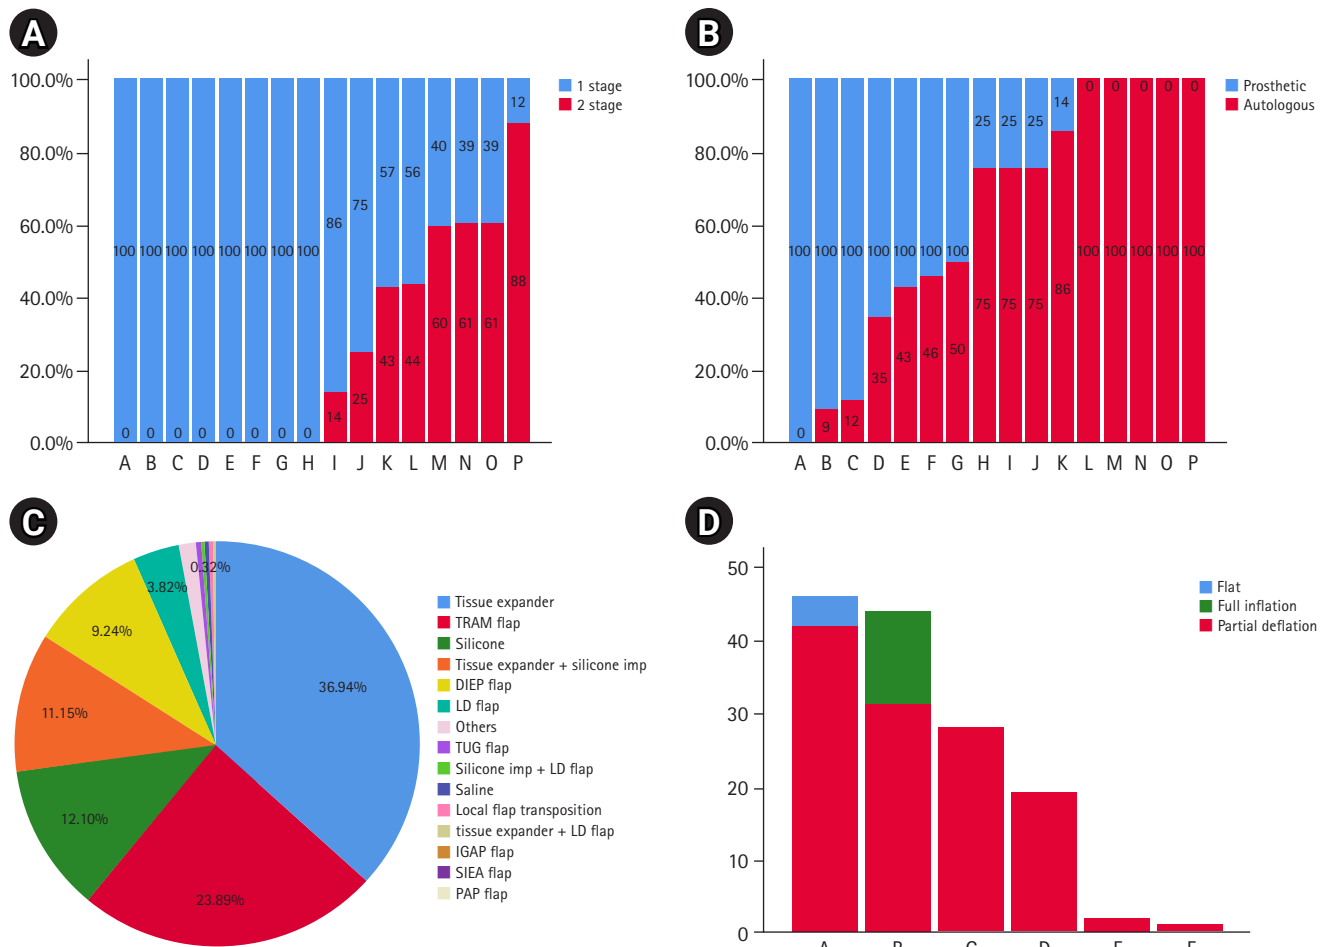 A
100.0%
80.0%
60.0%
40.0%
20.0%
0.0%
100 100 100 100 100 100 100 100 86 75 57 56 40 39 39 12
0 0 0 0 0 0 0 0 14 25 43 44 60 61 61 88
A B C D E F G H I J K L M N O P
1 stage
2 stage
B
100.0%
80.0%
60.0%
40.0%
20.0%
0.0%
100 100 100 100 100 100 100 25 25 25 14 0 0 0 0 0
0 9 12 35 43 46 50 75 75 75 86 100 100 100 100 100
A B C D E F G H I J K L M N O P
Prosthetic
Autologous
C
0.32%
3.82%
9.24%
11.15%
12.10%
23.89%
36.94%
Tissue expander
TRAM flap
Silicone
Tissue expander + silicone imp
DIEP flap
LD flap
Others
TUG flap
Silicone imp + LD flap
Saline
Local flap transposition
tissue expander + LD flap
IGAP flap
SIEA flap
PAP flap
D
50
40
30
20
10
0
Flat
Full inflation
Partial deflation
A B C D E F